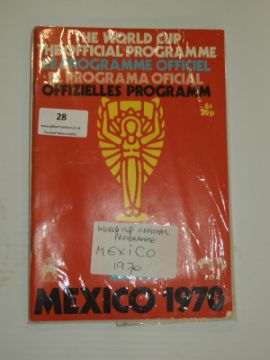 THE WORLD CUP
THE OFFICIAL PROGRAMME
LE PROGRAMME OFFICIEL
EL PROGRAMA OFICIAL
OFFIZIELLES PROGRAMM
6s
28
WORLD CUP OFFICIAL
PROGRAMME
MEXICO
1970
MEXICO 1970